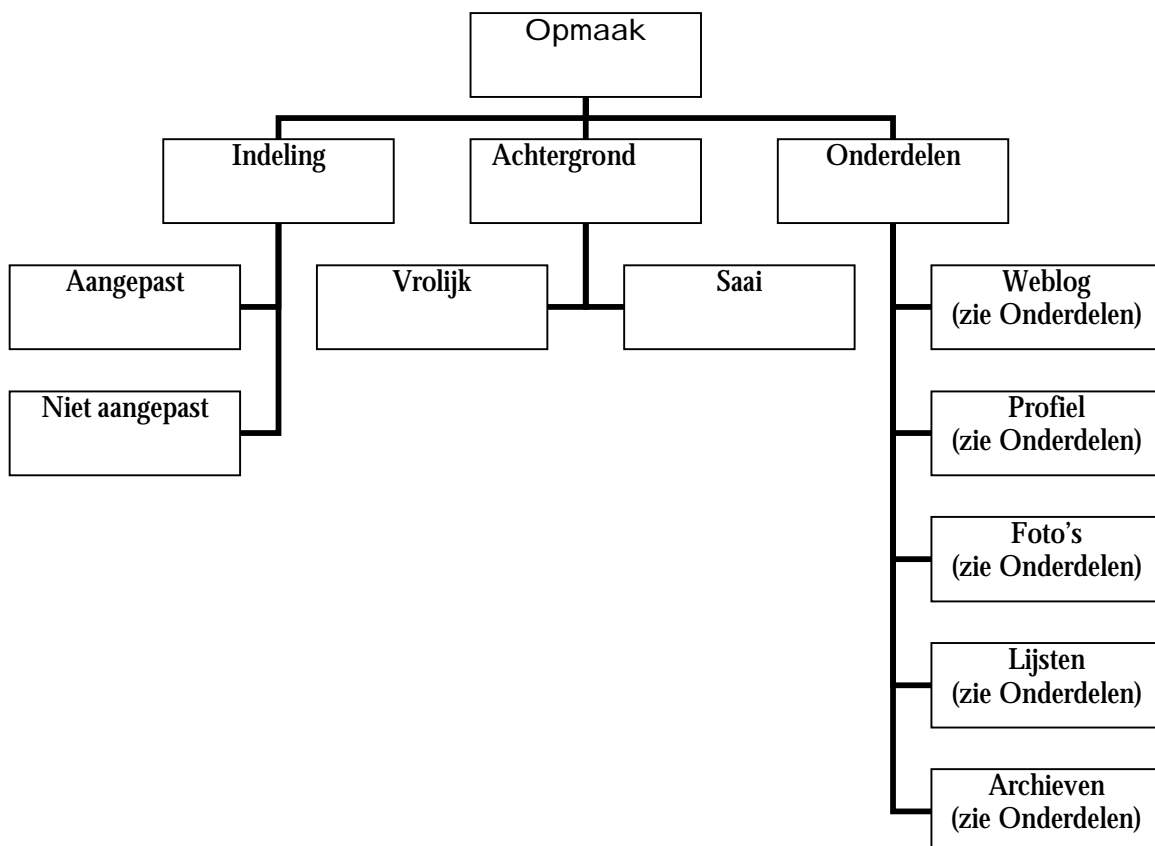 Opmaak
Indeling
Achtergrond
Onderdelen
Aangepast
Vrolijk
Saai
Weblog
(zie Onderdelen)
Niet aangepast
Profiel
(zie Onderdelen)
Foto’s
(zie Onderdelen)
Lijsten
(zie Onderdelen)
Archieven
(zie Onderdelen)